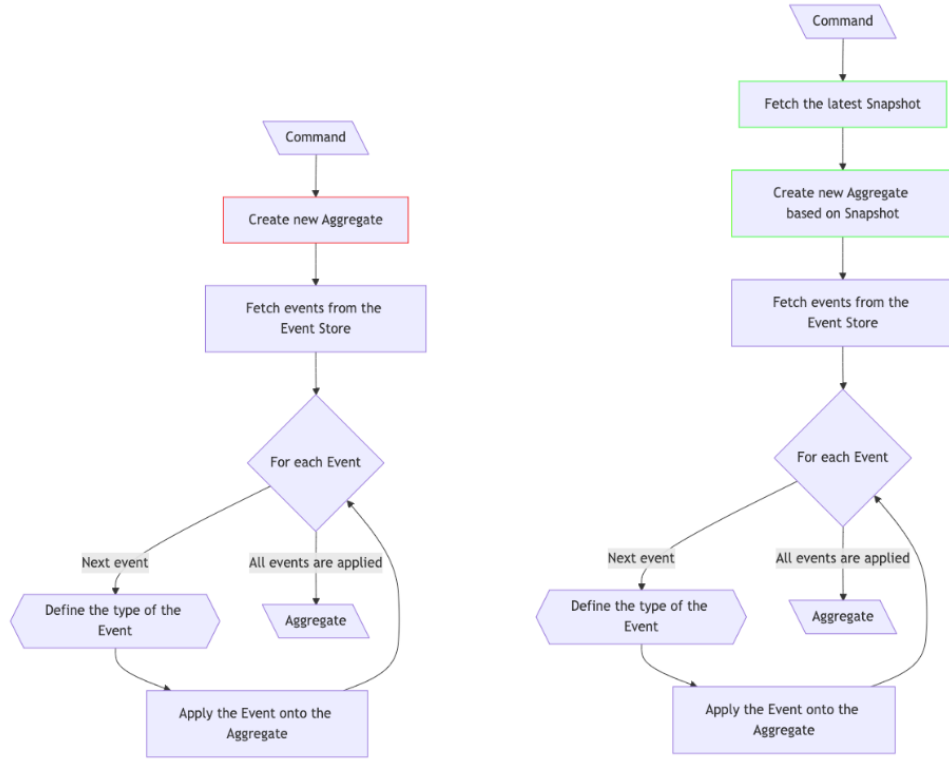 Command
Create new Aggregate
Fetch events from the
Event Store
For each Event
Next event
All events are applied
Define the type of the
Event
Aggregate
Apply the Event onto the
Aggregate
Command
Fetch the latest Snapshot
Create new Aggregate
based on Snapshot
Fetch events from the
Event Store
For each Event
Next event
All events are applied
Define the type of the
Event
Aggregate
Apply the Event onto the
Aggregate